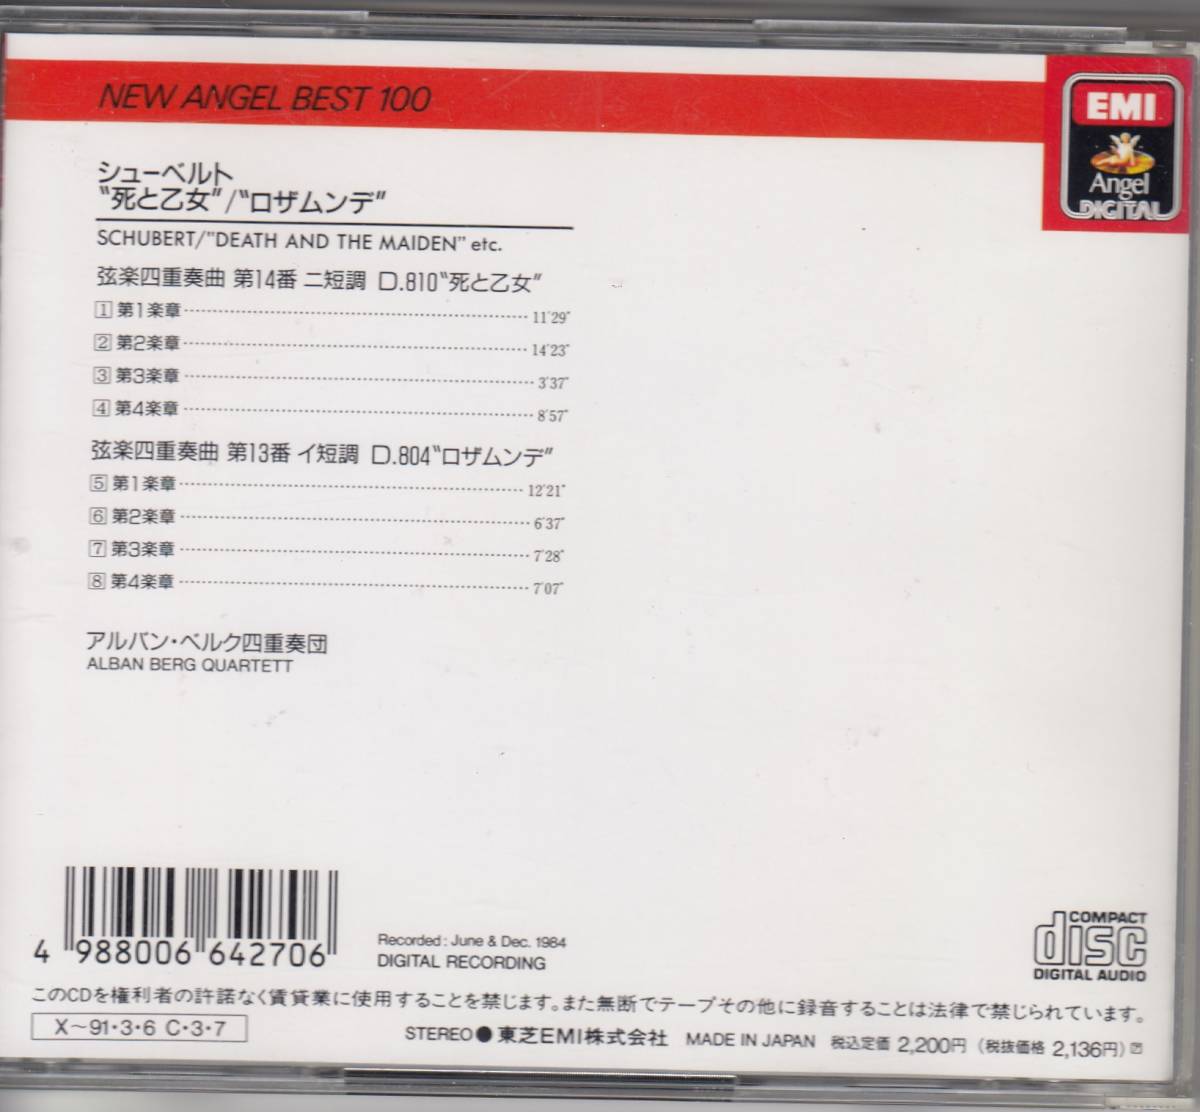 NEW ANGEL BEST 100
EMI
Angel
DIGITAL
シューベルト
“死と乙女”/“ロザムンデ”
SCHUBERT/"DEATH AND THE MAIDEN" etc.
弦楽四重奏曲 第14番 ニ短調 D.810“死と乙女”
1 第1楽章 11'29"
2 第2楽章 14'23"
3 第3楽章 3'37"
4 第4楽章 8'57"
弦楽四重奏曲 第13番 イ短調 D.804“ロザムンデ”
5 第1楽章 12'21"
6 第2楽章 6'37"
7 第3楽章 7'28"
8 第4楽章 7'07"
アルバン・ベルク四重奏団
ALBAN BERG QUARTETT
4 988006 642706
Recorded: June & Dec. 1984
DIGITAL RECORDING
COMPACT
disc
DIGITAL AUDIO
このCDを権利者の許諾なく賃貸業に使用することを禁じます。また無断でテープその他に録音することは法律で禁じられています。
X〜91・3・6 C・3・7
STEREO●東芝EMI株式会社 MADE IN JAPAN 税込定価 2,200円 (税抜価格 2,136円)